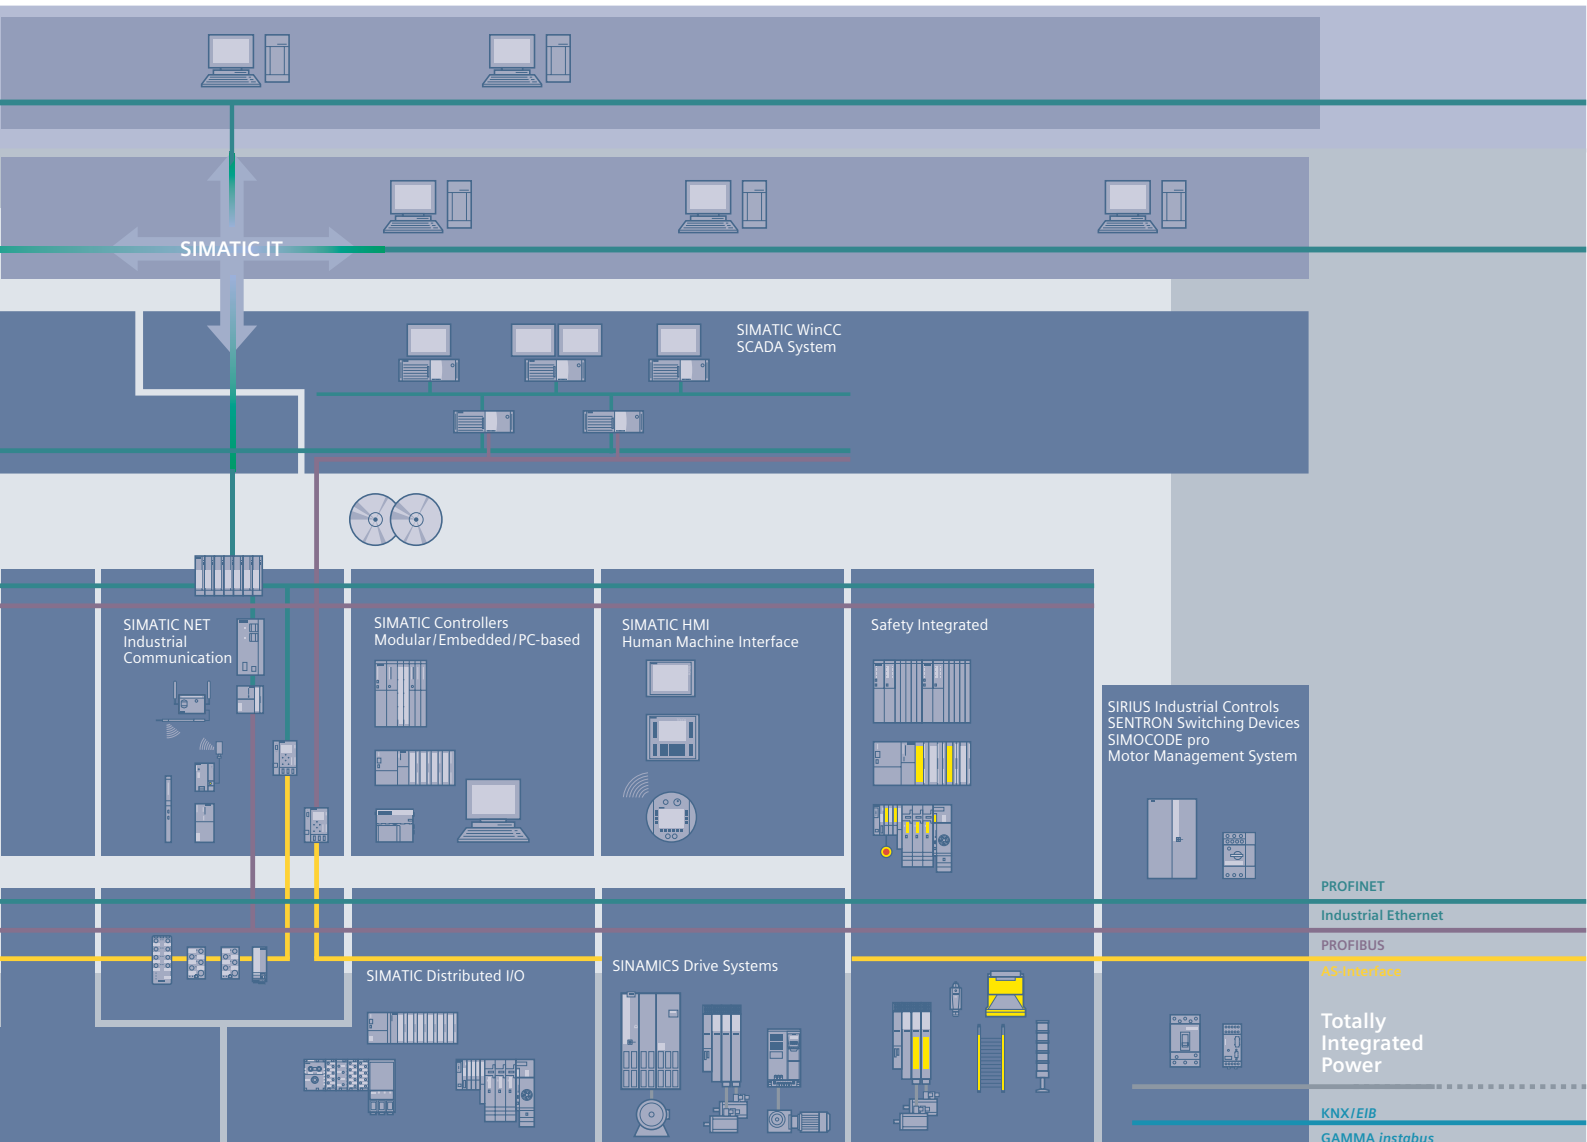 SIMATIC IT
SIMATIC WinCC
SCADA System
SIMATIC NET
Industrial
Communication
SIMATIC Controllers
Modular/Embedded/PC-based
SIMATIC HMI
Human Machine Interface
Safety Integrated
SIRIUS Industrial Controls
SENTRON Switching Devices
SIMOCODE pro
Motor Management System
PROFINET
Industrial Ethernet
PROFIBUS
AS-Interface
SIMATIC Distributed I/O
SINAMICS Drive Systems
Totally
Integrated
Power
KNX/EIB
GAMMA instabus